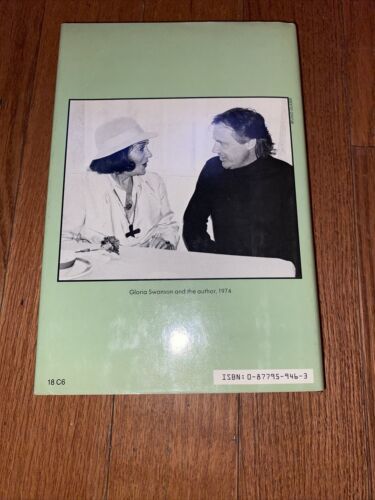 Gloria Swanson and the author, 1974.
18 C6
ISBN: 0-87795-946-3